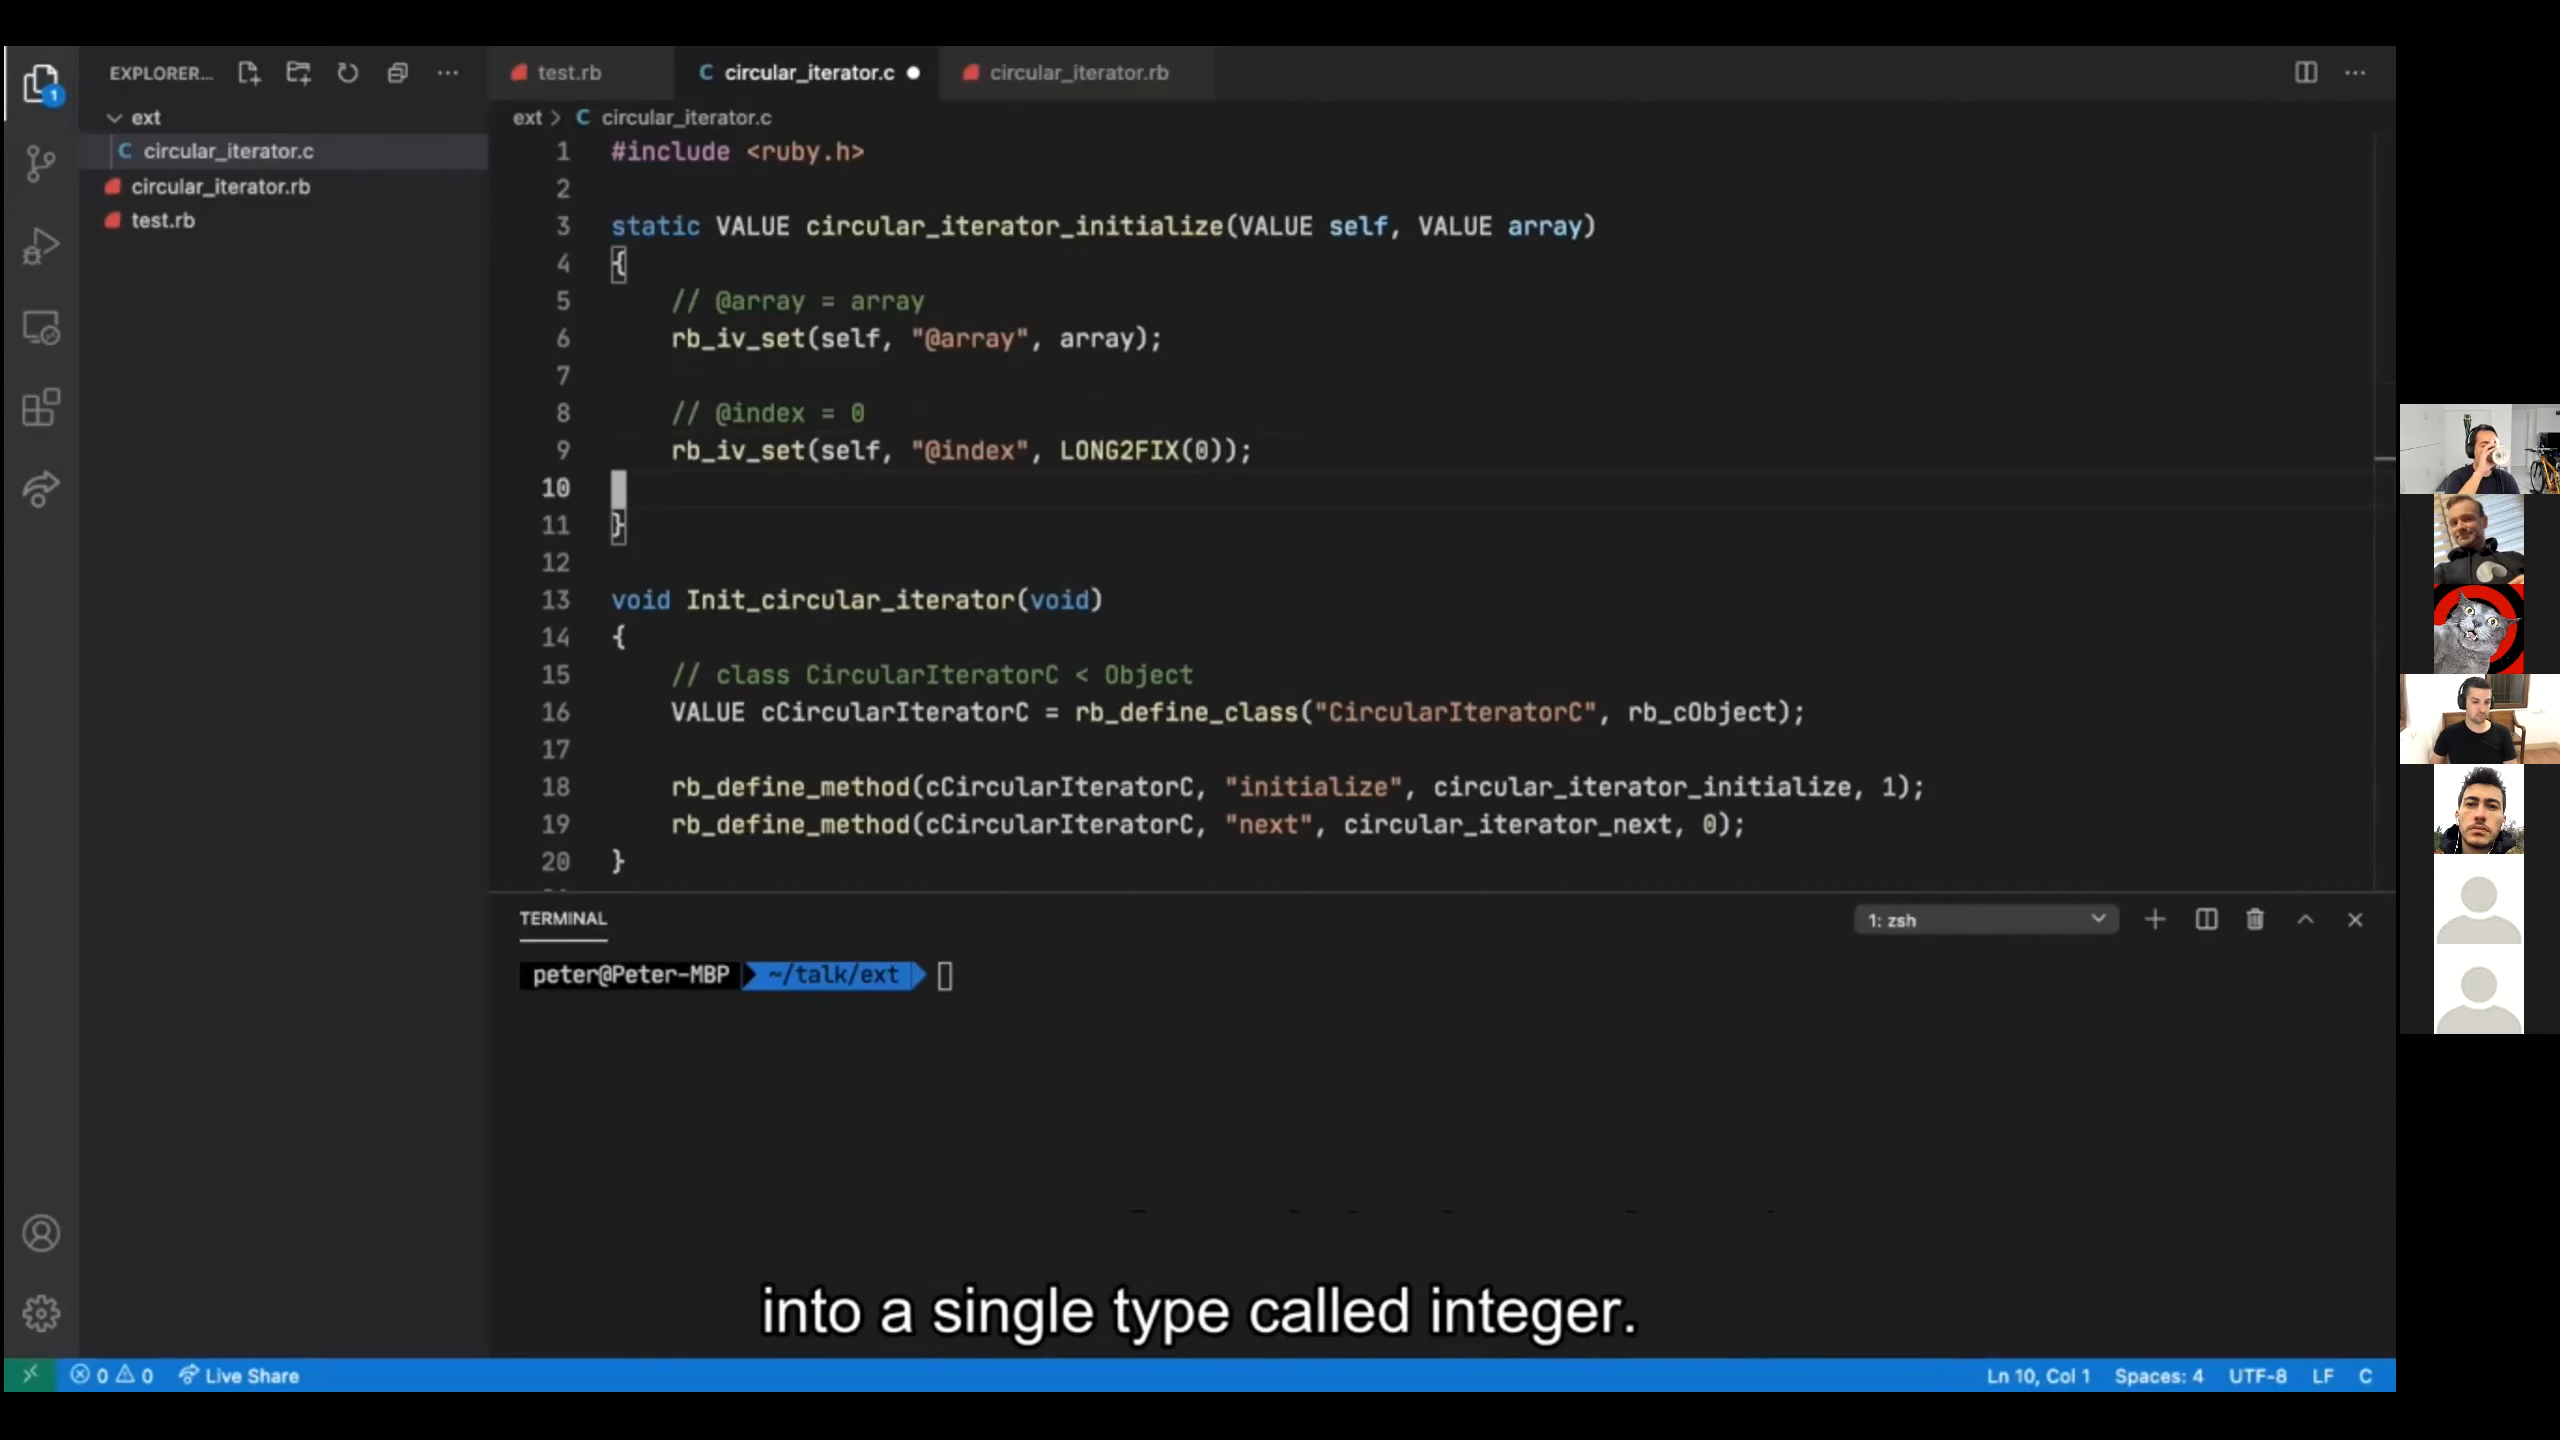 EXPLORER...
ext
circular_iterator.c
circular_iterator.rb
test.rb
1
test.rb
C circular_iterator.c
circular_iterator.rb
ext > C circular_iterator.c
1 #include <ruby.h>
2
3 static VALUE circular_iterator_initialize(VALUE self, VALUE array)
4 {
5 // @array = array
6 rb_iv_set(self, "@array", array);
7
8 // @index = 0
9 rb_iv_set(self, "@index", LONG2FIX(0));
10
11 }
12
13 void Init_circular_iterator(void)
14 {
15 // class CircularIteratorC < Object
16 VALUE cCircularIteratorC = rb_define_class("CircularIteratorC", rb_cObject);
17
18 rb_define_method(cCircularIteratorC, "initialize", circular_iterator_initialize, 1);
19 rb_define_method(cCircularIteratorC, "next", circular_iterator_next, 0);
20 }
TERMINAL
1: zsh
peter@Peter-MBP ~/talk/ext
into a single type called integer.
0 0 Live Share
Ln 10, Col 1 Spaces: 4 UTF-8 LF C